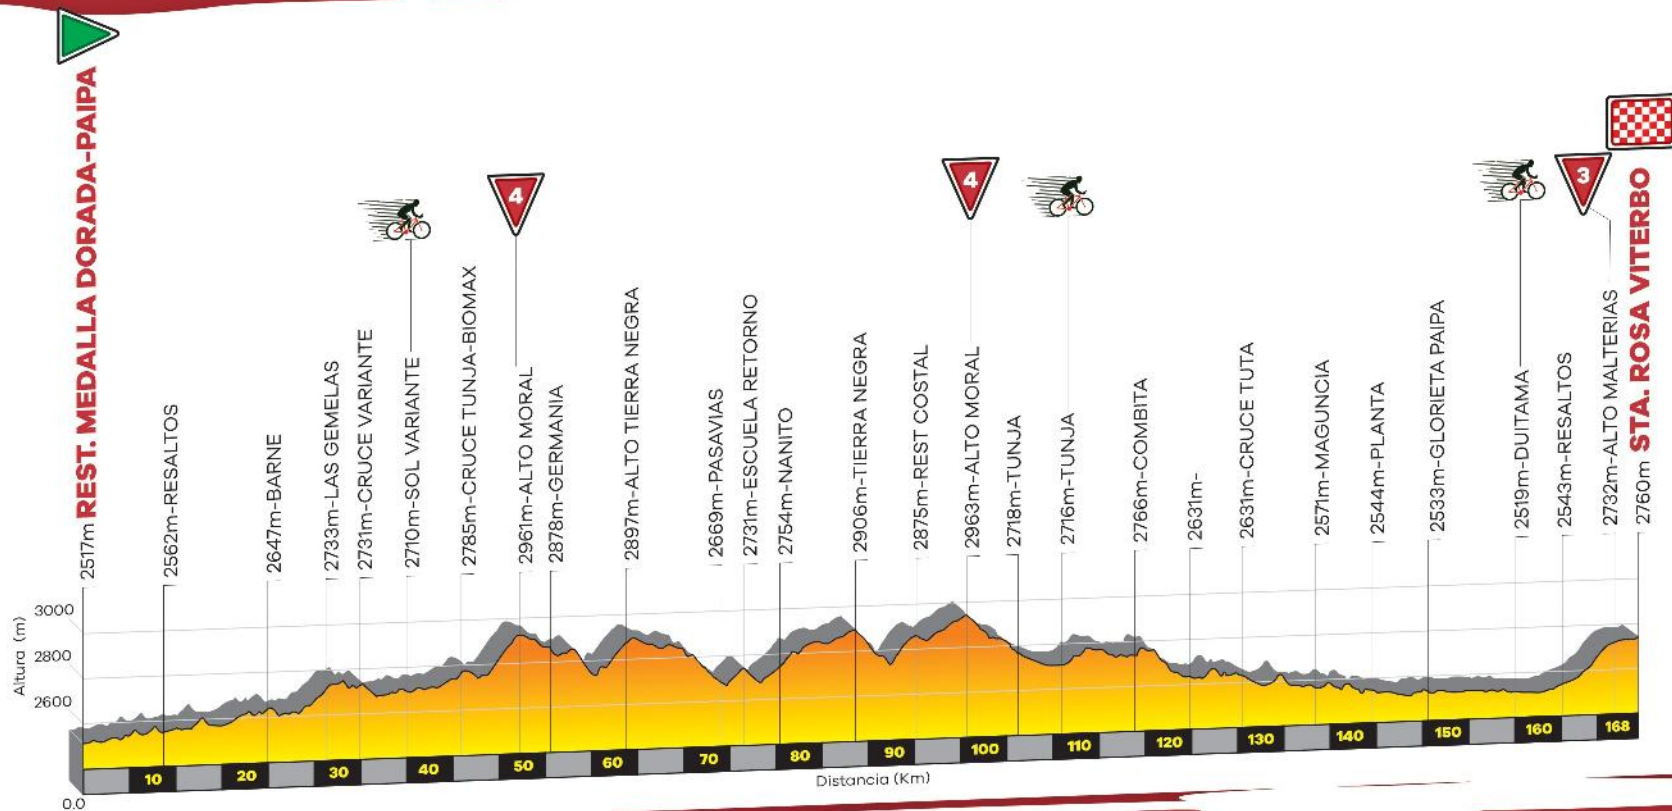 2517m REST. MEDALLA DORADA-PAIPA
2562m-RESALTOS
2647m-BARNE
2733m-LAS GEMELAS
2731m-CRUCE VARIANTE
2710m-SOL VARIANTE
2785m-CRUCE TUNJA-BIOMAX
4
2961m-ALTO MORAL
2878m-GERMANIA
2897m-ALTO TIERRA NEGRA
2669m-PASAVIAS
2731m-ESCUELA RETORNO
2754m-NANITO
2906m-TIERRA NEGRA
2875m-REST COSTAL
4
2963m-ALTO MORAL
2718m-TUNJA
2716m-TUNJA
2766m-COMBITA
2631m-
2631m-CRUCE TUTA
2571m-MAGUNCIA
2544m-PLANTA
2533m-GLORIETA PAIPA
2519m-DUITAMA
2543m-RESALTOS
3
2732m-ALTO MALTERIAS
2760m STA. ROSA VITERBO
Altura (m)
3000
2800
2600
0.0
10 20 30 40 50 60 70 80 90 100 110 120 130 140 150 160 168
Distancia (Km)